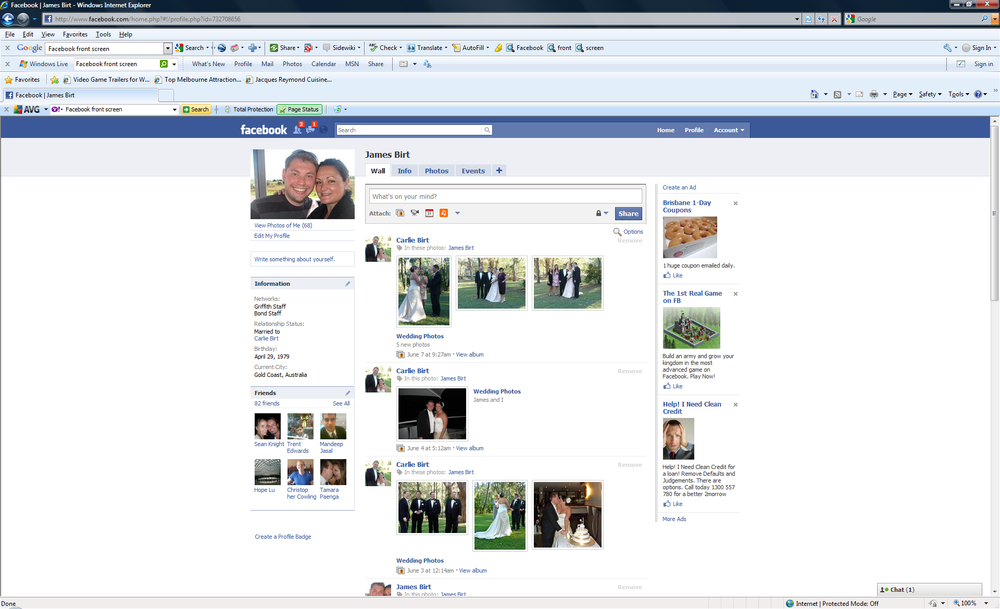 Facebook | James Birt - Windows Internet Explorer
http://www.facebook.com/home.php?#!/profile.php?id=732708656
Google
File Edit View Favorites Tools Help
x Google Facebook front screen Search Share Sidewiki ABC Check Translate AutoFill Facebook front screen Sign In
x Windows Live Facebook front screen What's New Profile Mail Photos Calendar MSN Share Sign in
Favorites Video Game Trailers for W... Top Melbourne Attraction... Jacques Reymond Cuisine...
Facebook | James Birt Page Safety Tools
x AVG Y! Facebook front screen Search Total Protection Page Status
facebook 2 1 Search Home Profile Account
James Birt
Wall Info Photos Events +
What's on your mind?
Attach: 31 Share
Options
View Photos of Me (68)
Edit My Profile
Write something about yourself.
Information
Networks:
Griffith Staff
Bond Staff
Relationship Status:
Married to
Carlie Birt
Birthday:
April 29, 1979
Current City:
Gold Coast, Australia
Friends
82 friends See All
Sean Knight
Trent
Edwards
Mandeep
Jasal
Hope Lu
Christop
her Cowling
Tamara
Paenga
Create a Profile Badge
Carlie Birt Remove
In these photos: James Birt
Wedding Photos
5 new photos
June 7 at 9:27am · View album
Carlie Birt Remove
In this photo: James Birt
Wedding Photos
James and I
June 4 at 5:12am · View album
Carlie Birt Remove
In these photos: James Birt
Wedding Photos
June 3 at 12:14am · View album
James Birt Remove
In this photo: James Birt
Create an Ad
Brisbane 1-Day
Coupons
1 huge coupon emailed daily.
Like
The 1st Real Game
on FB
Build an army and grow your
kingdom in the most
advanced game on
Facebook. Play Now!
Like
Help! I Need Clean
Credit
Help! I Need Clean Credit for
a loan! Remove Defaults and
Judgements. There are
options. Call today 1300 557
780 for a better 2morrow
Like
More Ads
Chat (1)
Done Internet | Protected Mode: Off 100%